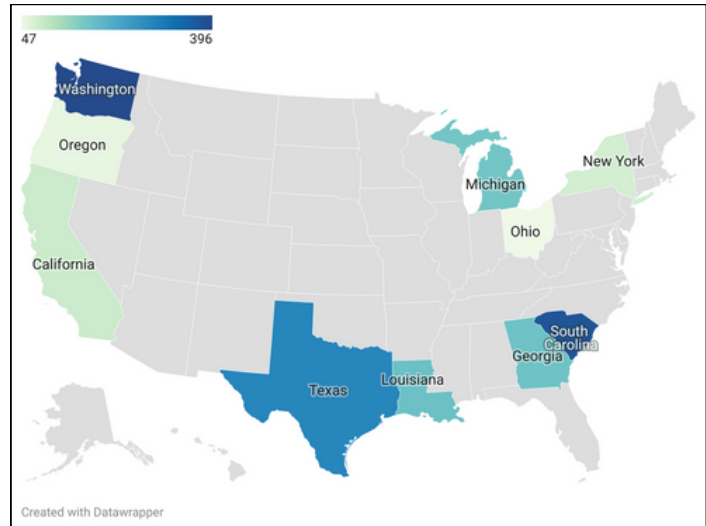 47 396
Washington
Oregon
New York
Michigan
Ohio
California
South
Carolina
Georgia
Louisiana
Texas
Created with Datawrapper